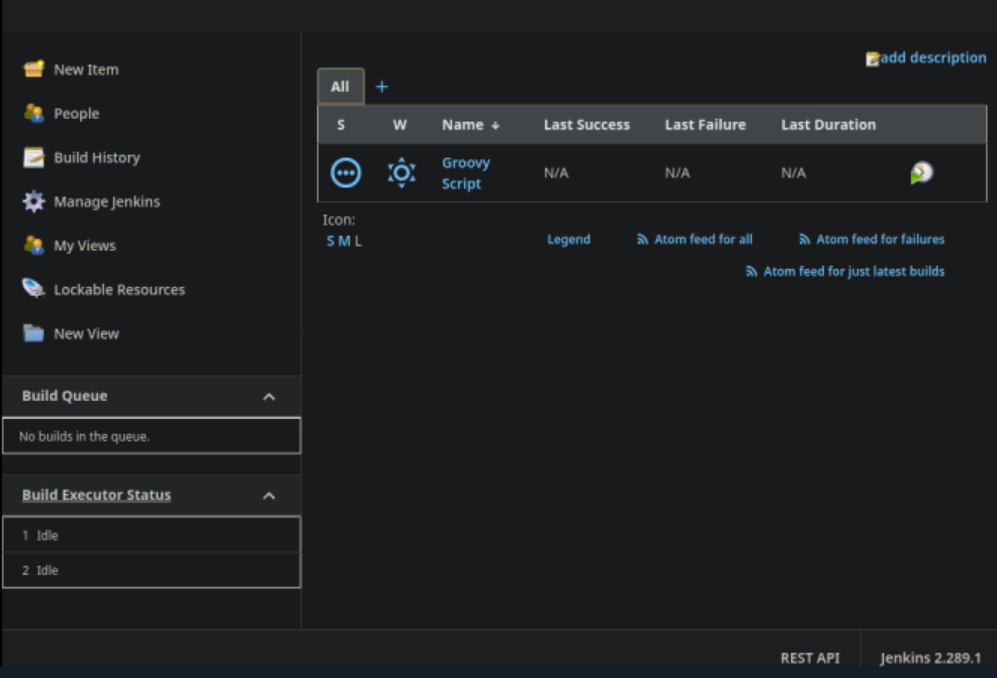 add description
New Item
People
Build History
Manage Jenkins
My Views
Lockable Resources
New View
Build Queue
No builds in the queue.
Build Executor Status
1 Idle
2 Idle
All +
S W Name ↓ Last Success Last Failure Last Duration
Groovy
Script
N/A N/A N/A
Icon:
S M L
Legend Atom feed for all Atom feed for failures
Atom feed for just latest builds
REST API Jenkins 2.289.1